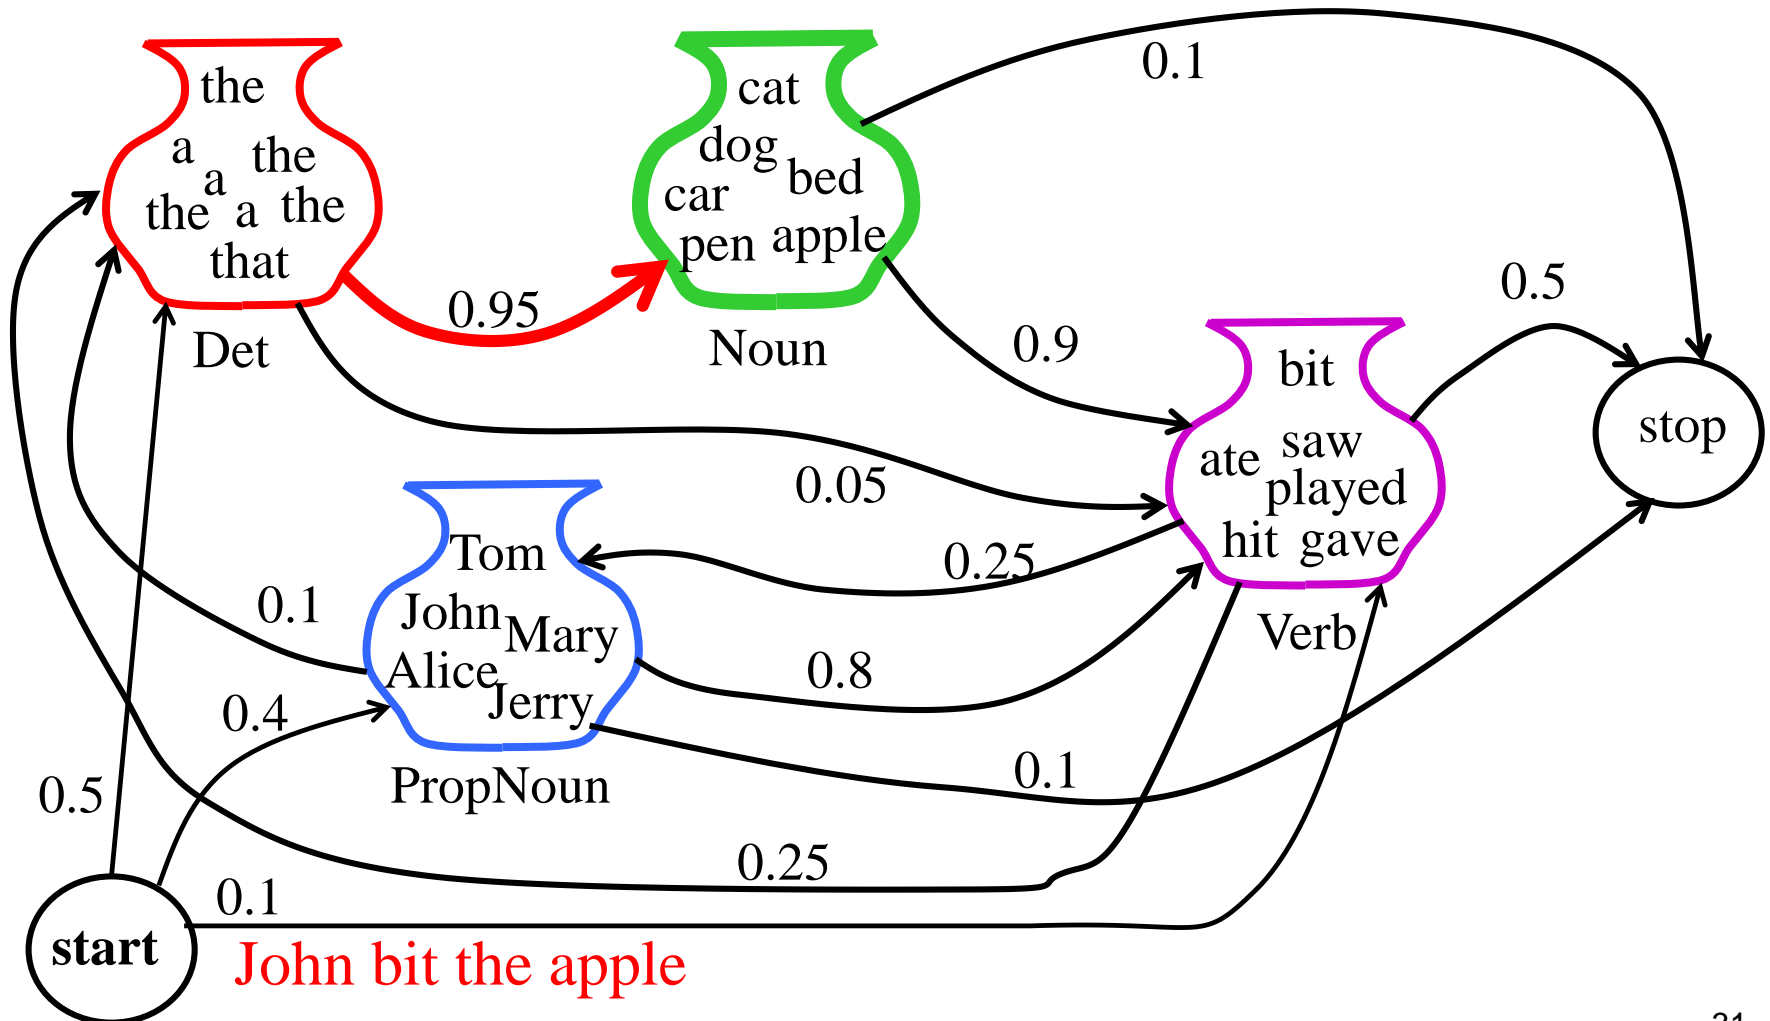 the
a the
a
the a the
that
Det
0.95
cat
dog
bed
car
pen apple
Noun
0.1
0.9
0.5
bit
saw
ate
played
hit gave
Verb
stop
0.05
0.25
Tom
John
Mary
Alice
Jerry
PropNoun
0.1
0.4
0.8
0.1
0.5
0.25
0.1
start
John bit the apple